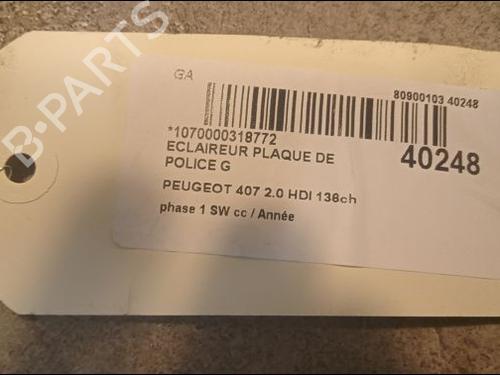 B-PARTS
GA
80900103 40248
*1070000318772
40248
ECLAIREUR PLAQUE DE
POLICE G
PEUGEOT 407 2.0 HDI 136ch
phase 1 SW cc / Année